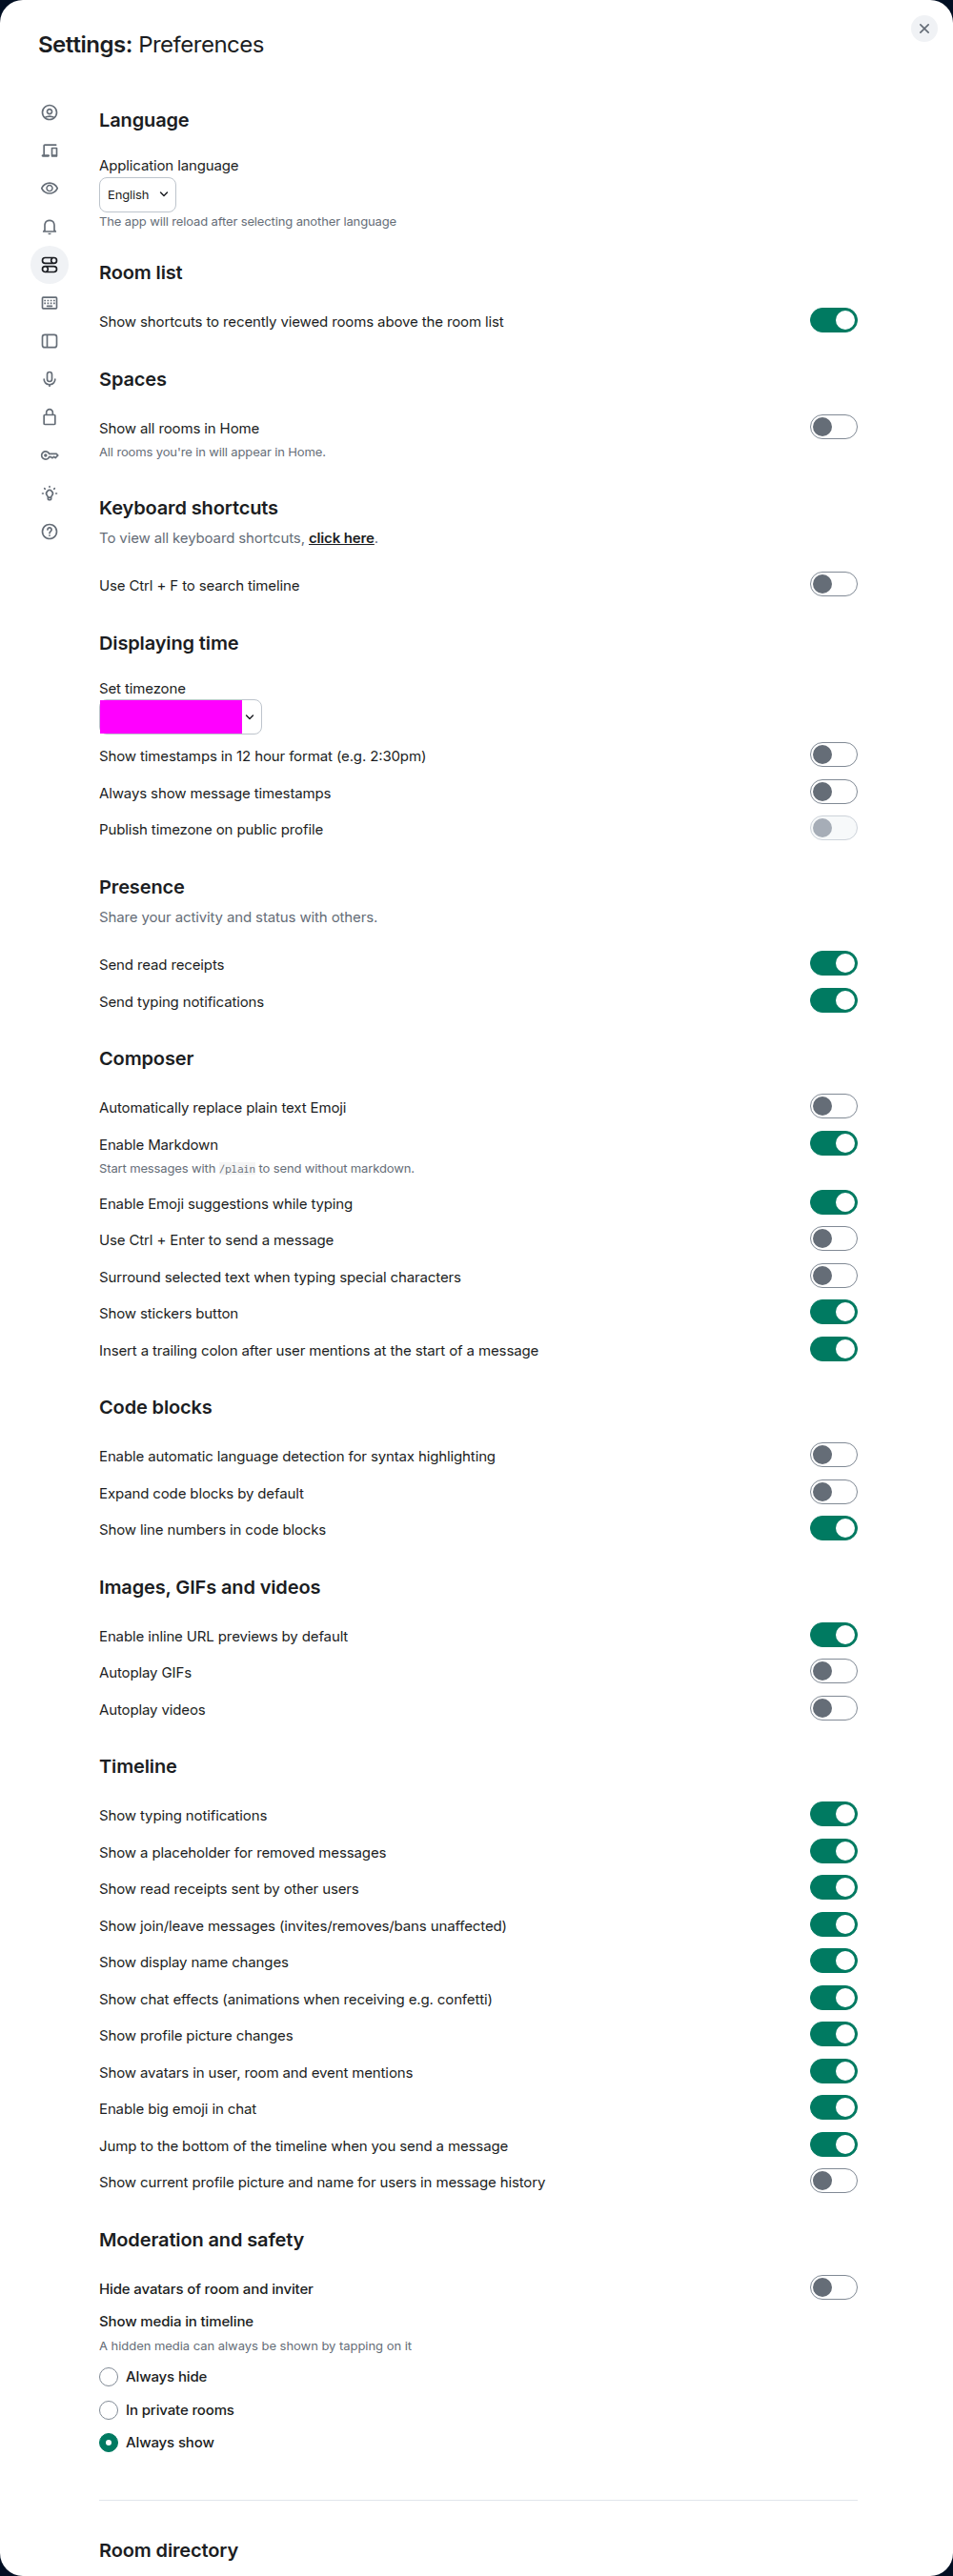 Settings: Preferences
Language
Application language
English
The app will reload after selecting another language
Room list
Show shortcuts to recently viewed rooms above the room list
Spaces
Show all rooms in Home
All rooms you're in will appear in Home.
Keyboard shortcuts
To view all keyboard shortcuts, click here.
Use Ctrl + F to search timeline
Displaying time
Set timezone
Show timestamps in 12 hour format (e.g. 2:30pm)
Always show message timestamps
Publish timezone on public profile
Presence
Share your activity and status with others.
Send read receipts
Send typing notifications
Composer
Automatically replace plain text Emoji
Enable Markdown
Start messages with /plain to send without markdown.
Enable Emoji suggestions while typing
Use Ctrl + Enter to send a message
Surround selected text when typing special characters
Show stickers button
Insert a trailing colon after user mentions at the start of a message
Code blocks
Enable automatic language detection for syntax highlighting
Expand code blocks by default
Show line numbers in code blocks
Images, GIFs and videos
Enable inline URL previews by default
Autoplay GIFs
Autoplay videos
Timeline
Show typing notifications
Show a placeholder for removed messages
Show read receipts sent by other users
Show join/leave messages (invites/removes/bans unaffected)
Show display name changes
Show chat effects (animations when receiving e.g. confetti)
Show profile picture changes
Show avatars in user, room and event mentions
Enable big emoji in chat
Jump to the bottom of the timeline when you send a message
Show current profile picture and name for users in message history
Moderation and safety
Hide avatars of room and inviter
Show media in timeline
A hidden media can always be shown by tapping on it
Always hide
In private rooms
Always show
Room directory